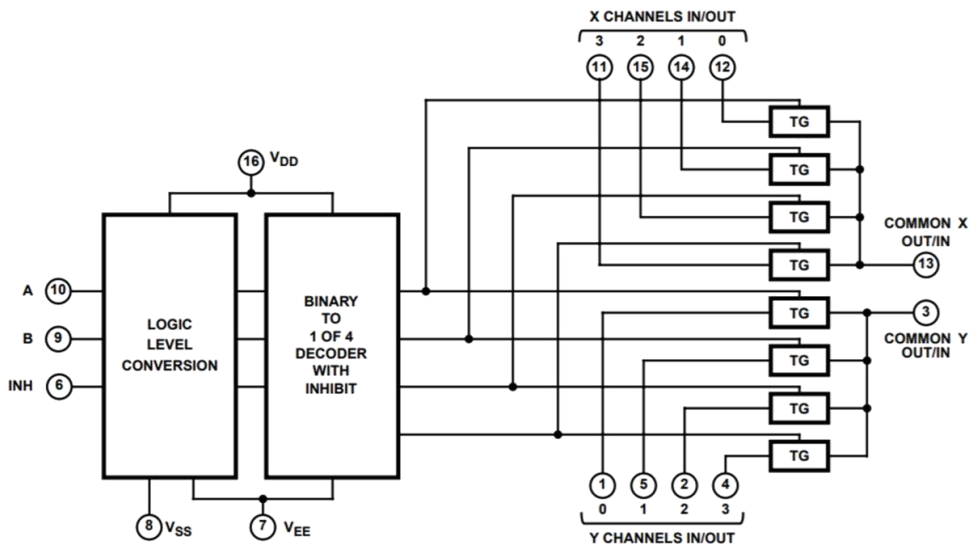 X CHANNELS IN/OUT
3 2 1 0
11 15 14 12
TG
16 VDD
TG
TG
COMMON X
OUT/IN
TG
13
A 10
BINARY
TO
1 OF 4
DECODER
WITH
INHIBIT
LOGIC
LEVEL
CONVERSION
TG
3
B 9
COMMON Y
OUT/IN
TG
INH 6
TG
TG
1 5 2 4
0 1 2 3
8 VSS
7 VEE
Y CHANNELS IN/OUT